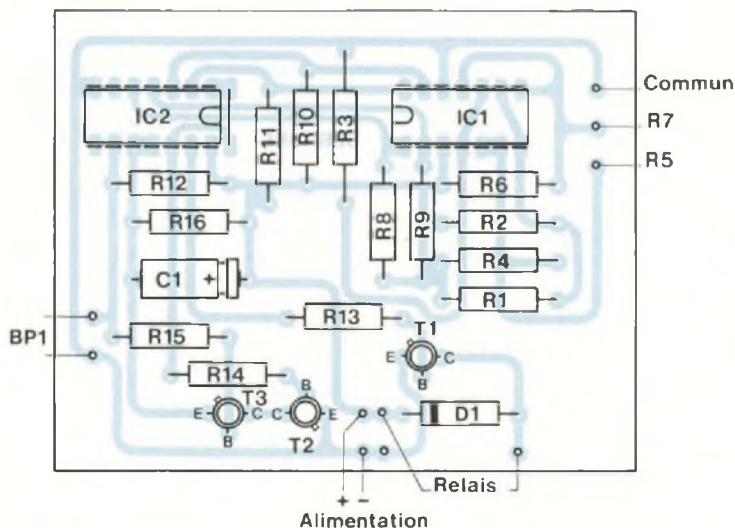 Commun
IC2
IC1
R7
R11
R10
R3
R5
R12
R6
R16
R8
R9
R2
C1 +
R4
R1
BP1
R13
R15
T1
E C
B
R14
T3
B
E C C E
B
T2
D1
+ -
Relais
Alimentation